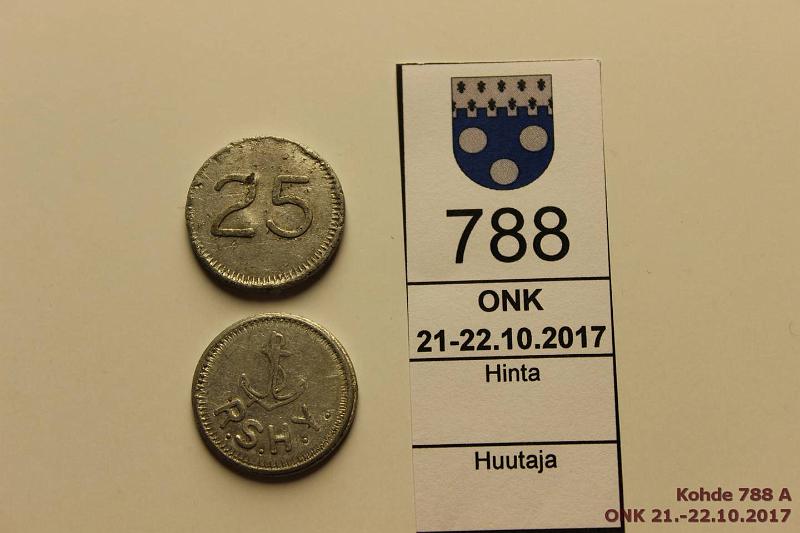 25
R.S.H.Y.
788
ONK
21-22.10.2017
Hinta
Huutaja
Kohde 788 A
ONK 21.-22.10.2017